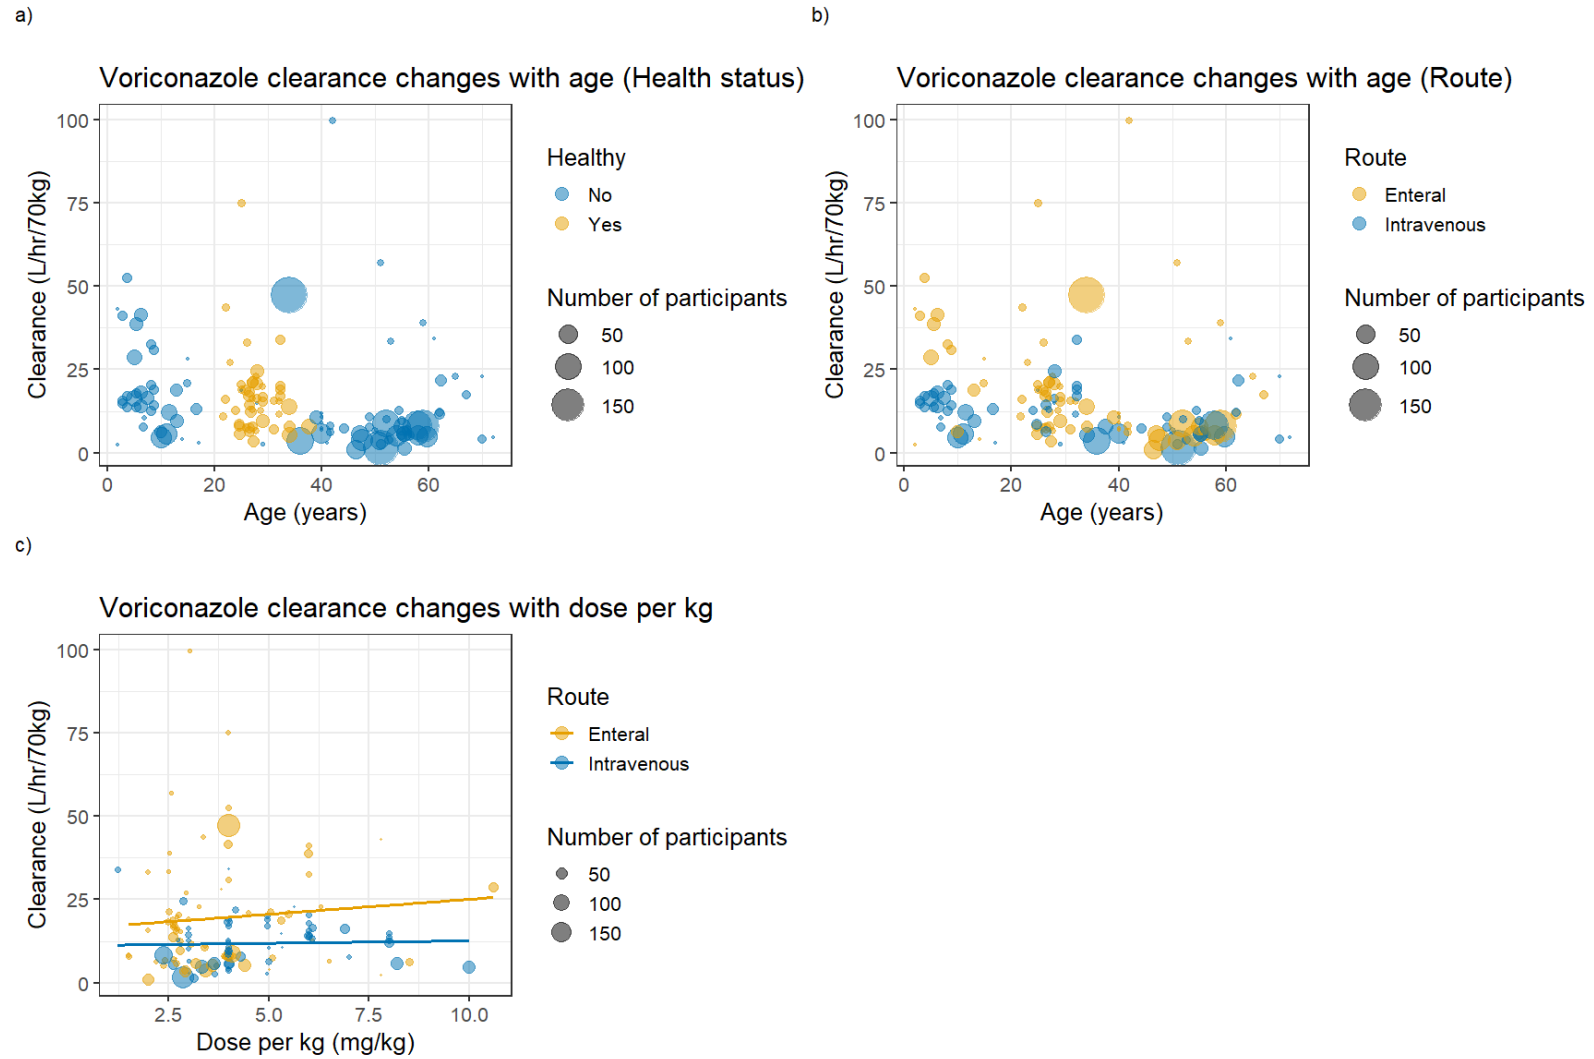 a)
Voriconazole clearance changes with age (Health status)
Clearance (L/hr/70kg)
100
75
50
25
0
0 20 40 60
Age (years)
Healthy
No
Yes
Number of participants
50
100
150
b)
Voriconazole clearance changes with age (Route)
Clearance (L/hr/70kg)
100
75
50
25
0
0 20 40 60
Age (years)
Route
Enteral
Intravenous
Number of participants
50
100
150
c)
Voriconazole clearance changes with dose per kg
Clearance (L/hr/70kg)
100
75
50
25
0
2.5 5.0 7.5 10.0
Dose per kg (mg/kg)
Route
Enteral
Intravenous
Number of participants
50
100
150